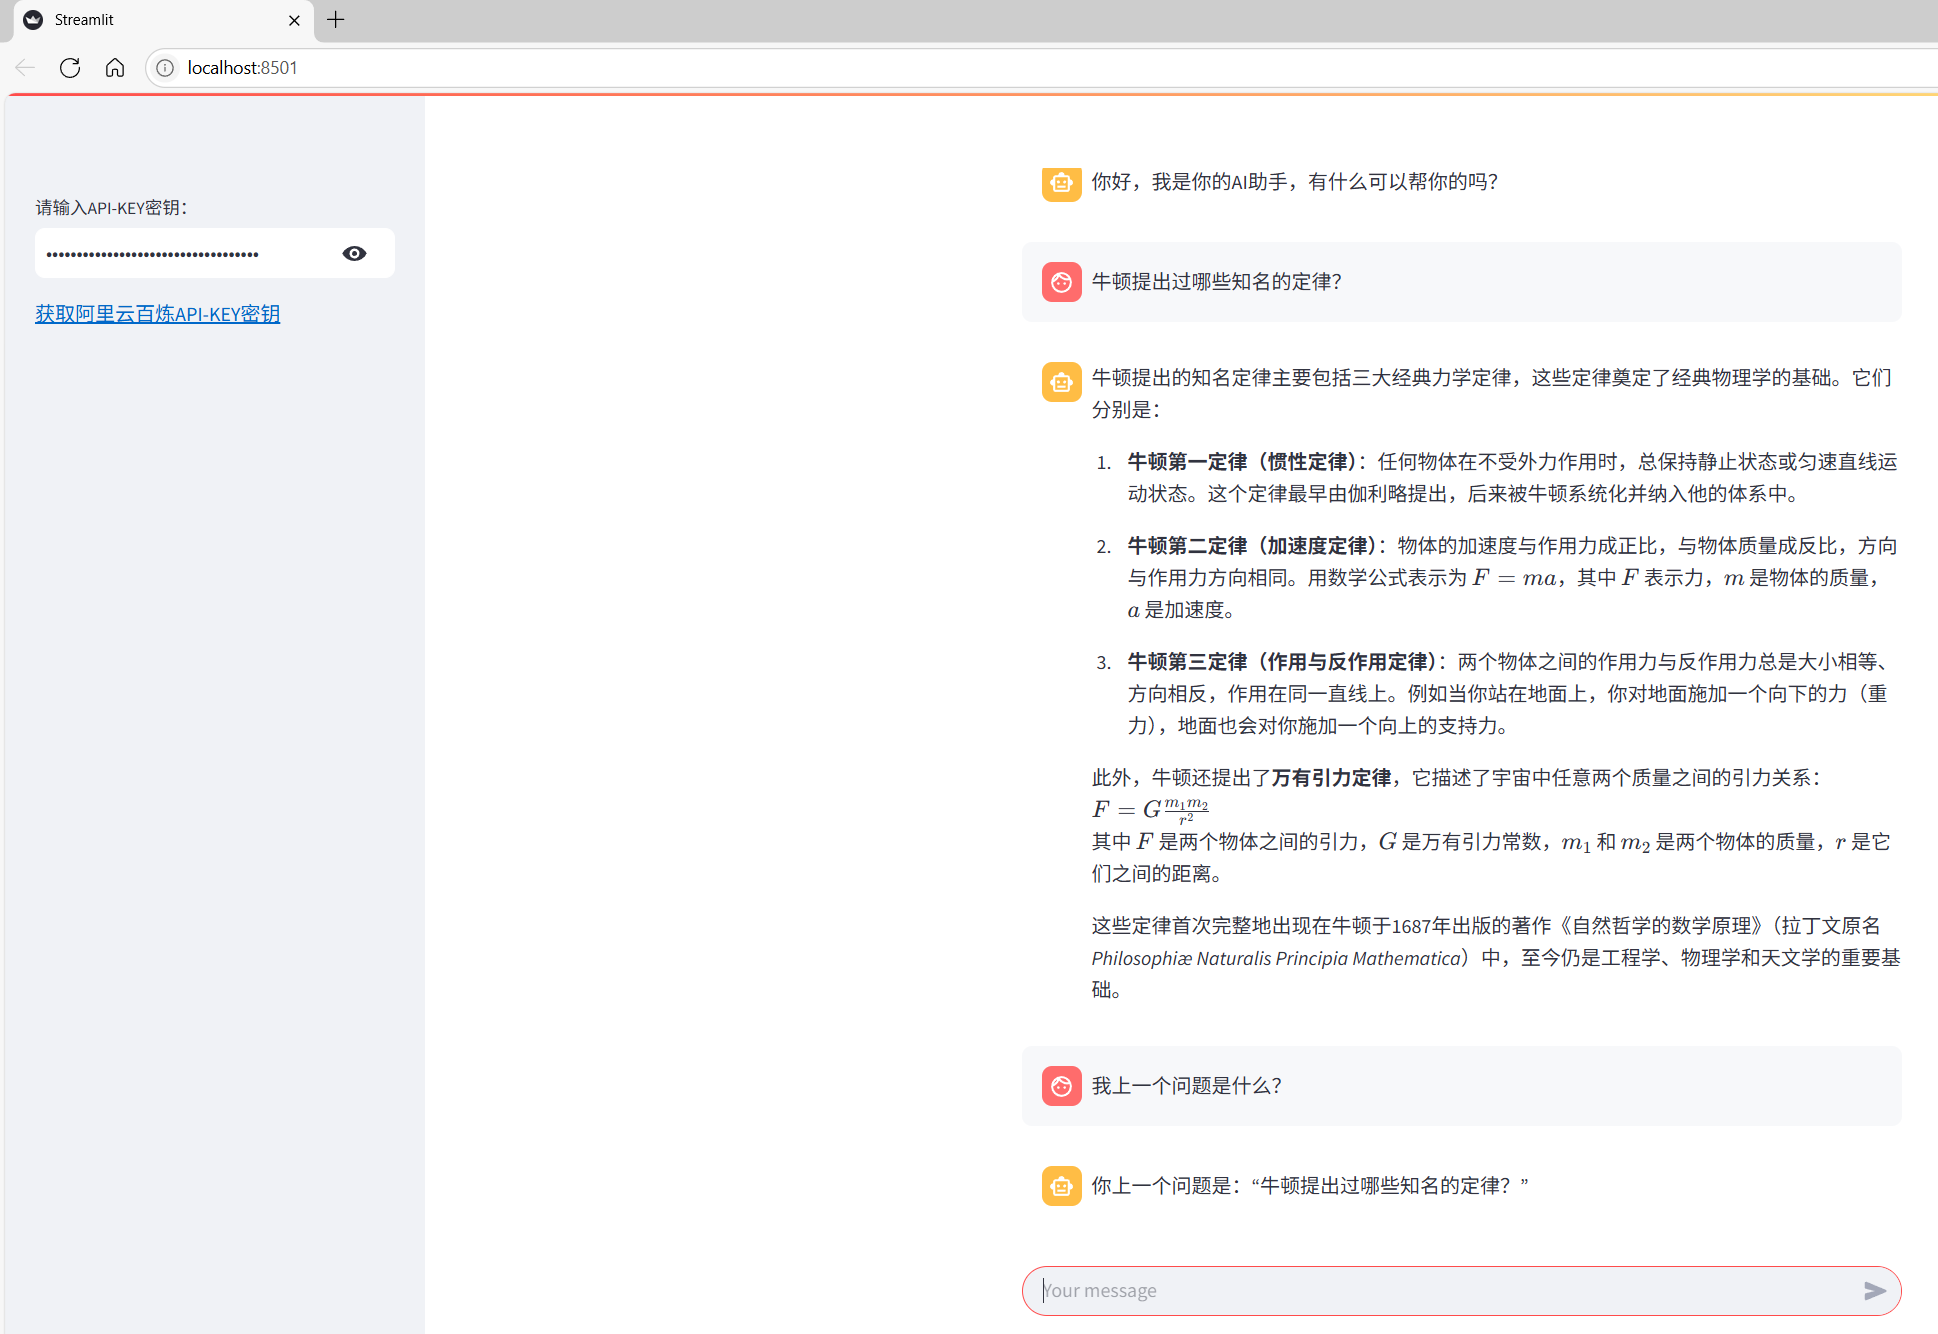 Streamlit
localhost:8501
请输入API-KEY密钥：
••••••••••••••••••••••••••••••••••
获取阿里云百炼API-KEY密钥
你好，我是你的AI助手，有什么可以帮你的吗？
牛顿提出过哪些知名的定律？
牛顿提出的知名定律主要包括三大经典力学定律，这些定律奠定了经典物理学的基础。它们
分别是：
1. 牛顿第一定律（惯性定律）：任何物体在不受外力作用时，总保持静止状态或匀速直线运
动状态。这个定律最早由伽利略提出，后来被牛顿系统化并纳入他的体系中。
2. 牛顿第二定律（加速度定律）：物体的加速度与作用力成正比，与物体质量成反比，方向
与作用力方向相同。用数学公式表示为 F = ma，其中 F 表示力，m 是物体的质量，
a 是加速度。
3. 牛顿第三定律（作用与反作用定律）：两个物体之间的作用力与反作用力总是大小相等、
方向相反，作用在同一直线上。例如当你站在地面上，你对地面施加一个向下的力（重
力），地面也会对你施加一个向上的支持力。
此外，牛顿还提出了万有引力定律，它描述了宇宙中任意两个质量之间的引力关系：
F = G m₁m₂/r²
其中 F 是两个物体之间的引力，G 是万有引力常数，m₁ 和 m₂ 是两个物体的质量，r 是它
们之间的距离。
这些定律首次完整地出现在牛顿于1687年出版的著作《自然哲学的数学原理》（拉丁文原名
Philosophiæ Naturalis Principia Mathematica）中，至今仍是工程学、物理学和天文学的重要基
础。
我上一个问题是什么？
你上一个问题是：“牛顿提出过哪些知名的定律？”
Your message